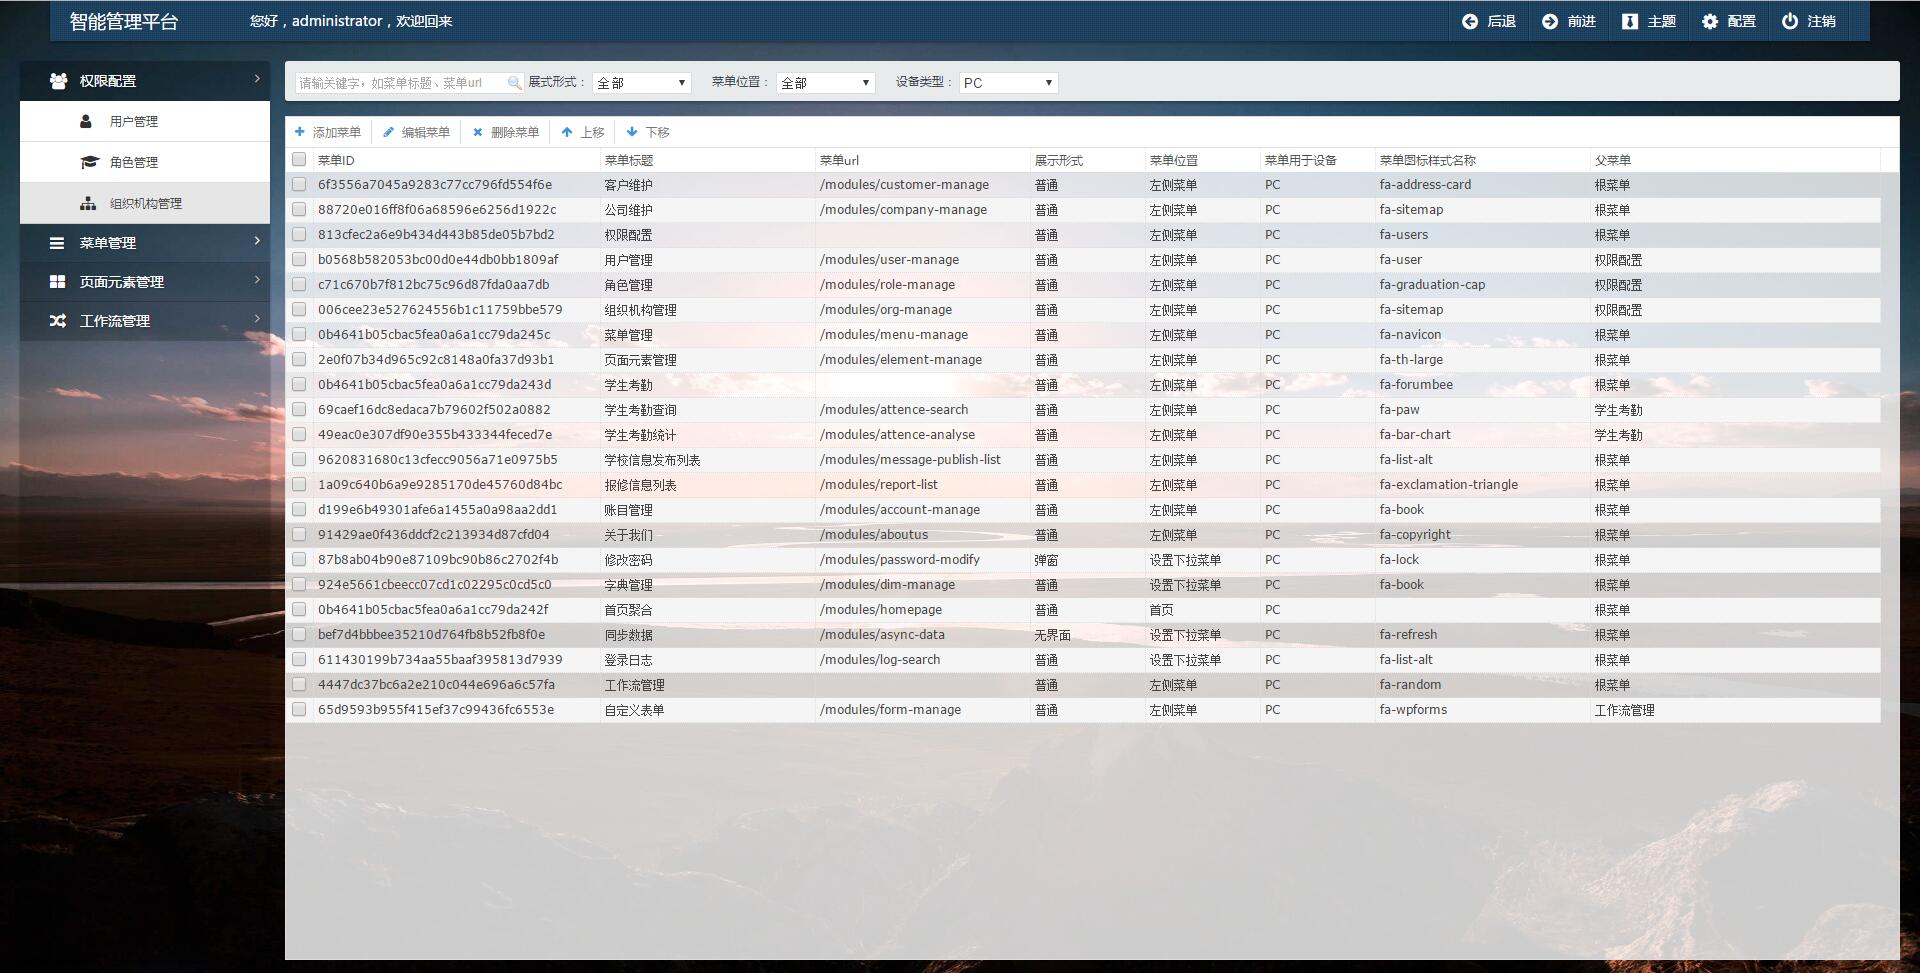 智能管理平台 您好，administrator，欢迎回来 后退 前进 主题 配置 注销
权限配置
用户管理
角色管理
组织机构管理
菜单管理
页面元素管理
工作流管理
请输关键字，如菜单标题、菜单url 展式形式： 全部 菜单位置： 全部 设备类型： PC
添加菜单 编辑菜单 删除菜单 上移 下移
菜单ID 菜单标题 菜单url 展示形式 菜单位置 菜单用于设备 菜单图标样式名称 父菜单
6f3556a7045a9283c77cc796fd554f6e 客户维护 /modules/customer-manage 普通 左侧菜单 PC fa-address-card 根菜单
88720e016ff8f06a68596e6256d1922c 公司维护 /modules/company-manage 普通 左侧菜单 PC fa-sitemap 根菜单
813cfec2a6e9b434d443b85de05b7bd2 权限配置 普通 左侧菜单 PC fa-users 根菜单
b0568b582053bc00d0e44db0bb1809af 用户管理 /modules/user-manage 普通 左侧菜单 PC fa-user 权限配置
c71c670b7f812bc75c96d87fda0aa7db 角色管理 /modules/role-manage 普通 左侧菜单 PC fa-graduation-cap 权限配置
006cee23e527624556b1c11759bbe579 组织机构管理 /modules/org-manage 普通 左侧菜单 PC fa-sitemap 权限配置
0b4641b05cbac5fea0a6a1cc79da245c 菜单管理 /modules/menu-manage 普通 左侧菜单 PC fa-navicon 根菜单
2e0f07b34d965c92c8148a0fa37d93b1 页面元素管理 /modules/element-manage 普通 左侧菜单 PC fa-th-large 根菜单
0b4641b05cbac5fea0a6a1cc79da243d 学生考勤 普通 左侧菜单 PC fa-forumbee 根菜单
69caef16dc8edaca7b79602f502a0882 学生考勤查询 /modules/attence-search 普通 左侧菜单 PC fa-paw 学生考勤
49eac0e307df90e355b433344feced7e 学生考勤统计 /modules/attence-analyse 普通 左侧菜单 PC fa-bar-chart 学生考勤
9620831680c13cfecc9056a71e0975b5 学校信息发布列表 /modules/message-publish-list 普通 左侧菜单 PC fa-list-alt 根菜单
1a09c640b6a9e9285170de45760d84bc 报修信息列表 /modules/report-list 普通 左侧菜单 PC fa-exclamation-triangle 根菜单
d199e6b49301afe6a1455a0a98aa2dd1 账目管理 /modules/account-manage 普通 左侧菜单 PC fa-book 根菜单
91429ae0f436ddcf2c213934d87cfd04 关于我们 /modules/aboutus 普通 左侧菜单 PC fa-copyright 根菜单
87b8ab04b90e87109bc90b86c2702f4b 修改密码 /modules/password-modify 弹窗 设置下拉菜单 PC fa-lock 根菜单
924e5661cbeecc07cd1c02295c0cd5c0 字典管理 /modules/dim-manage 普通 设置下拉菜单 PC fa-book 根菜单
0b4641b05cbac5fea0a6a1cc79da242f 首页聚合 /modules/homepage 普通 首页 PC 根菜单
bef7d4bbbee35210d764fb8b52fb8f0e 同步数据 /modules/async-data 无界面 设置下拉菜单 PC fa-refresh 根菜单
611430199b734aa55baaf395813d7939 登录日志 /modules/log-search 普通 设置下拉菜单 PC fa-list-alt 根菜单
4447dc37bc6a2e210c044e696a6c57fa 工作流管理 普通 左侧菜单 PC fa-random 根菜单
65d9593b955f415ef37c99436fc6553e 自定义表单 /modules/form-manage 普通 左侧菜单 PC fa-wpforms 工作流管理